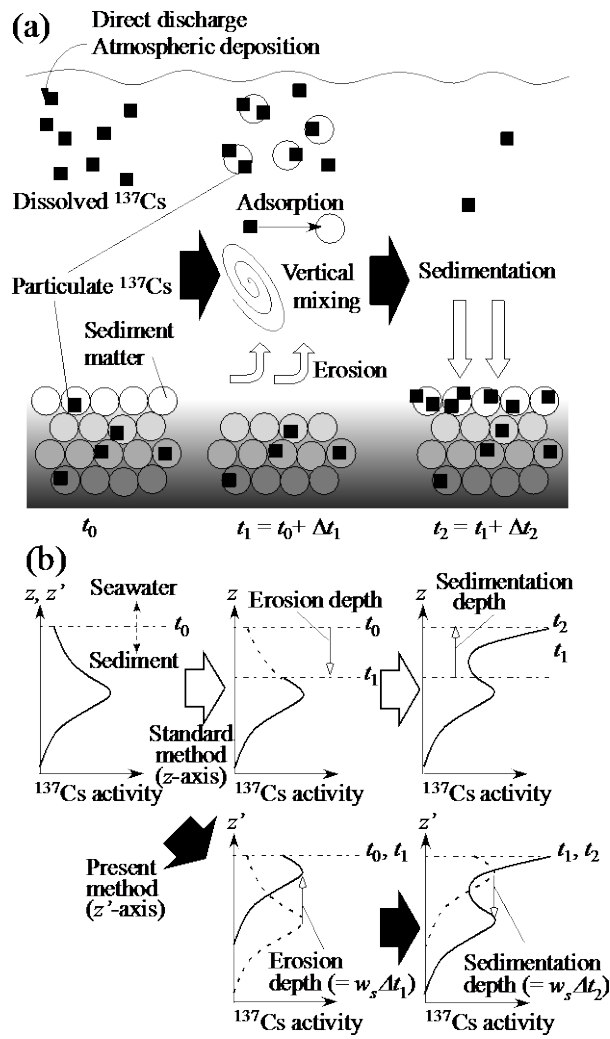 (a)
Direct discharge
Atmospheric deposition
Dissolved ¹³⁷Cs
Adsorption
Particulate ¹³⁷Cs
Vertical
mixing
Sedimentation
Sediment
matter
Erosion
t₀
t₁ = t₀ + Δt₁
t₂ = t₁ + Δt₂
(b)
z, z’
Seawater
t₀
Sediment
¹³⁷Cs activity
z
Erosion depth
t₀
t₁
Standard
method
(z-axis)
¹³⁷Cs activity
z
Sedimentation
depth
t₂
t₁
¹³⁷Cs activity
Present
method
(z’-axis)
z’
t₀, t₁
Erosion
depth (= wₛΔt₁)
¹³⁷Cs activity
z’
t₁, t₂
Sedimentation
depth (= wₛΔt₂)
¹³⁷Cs activity